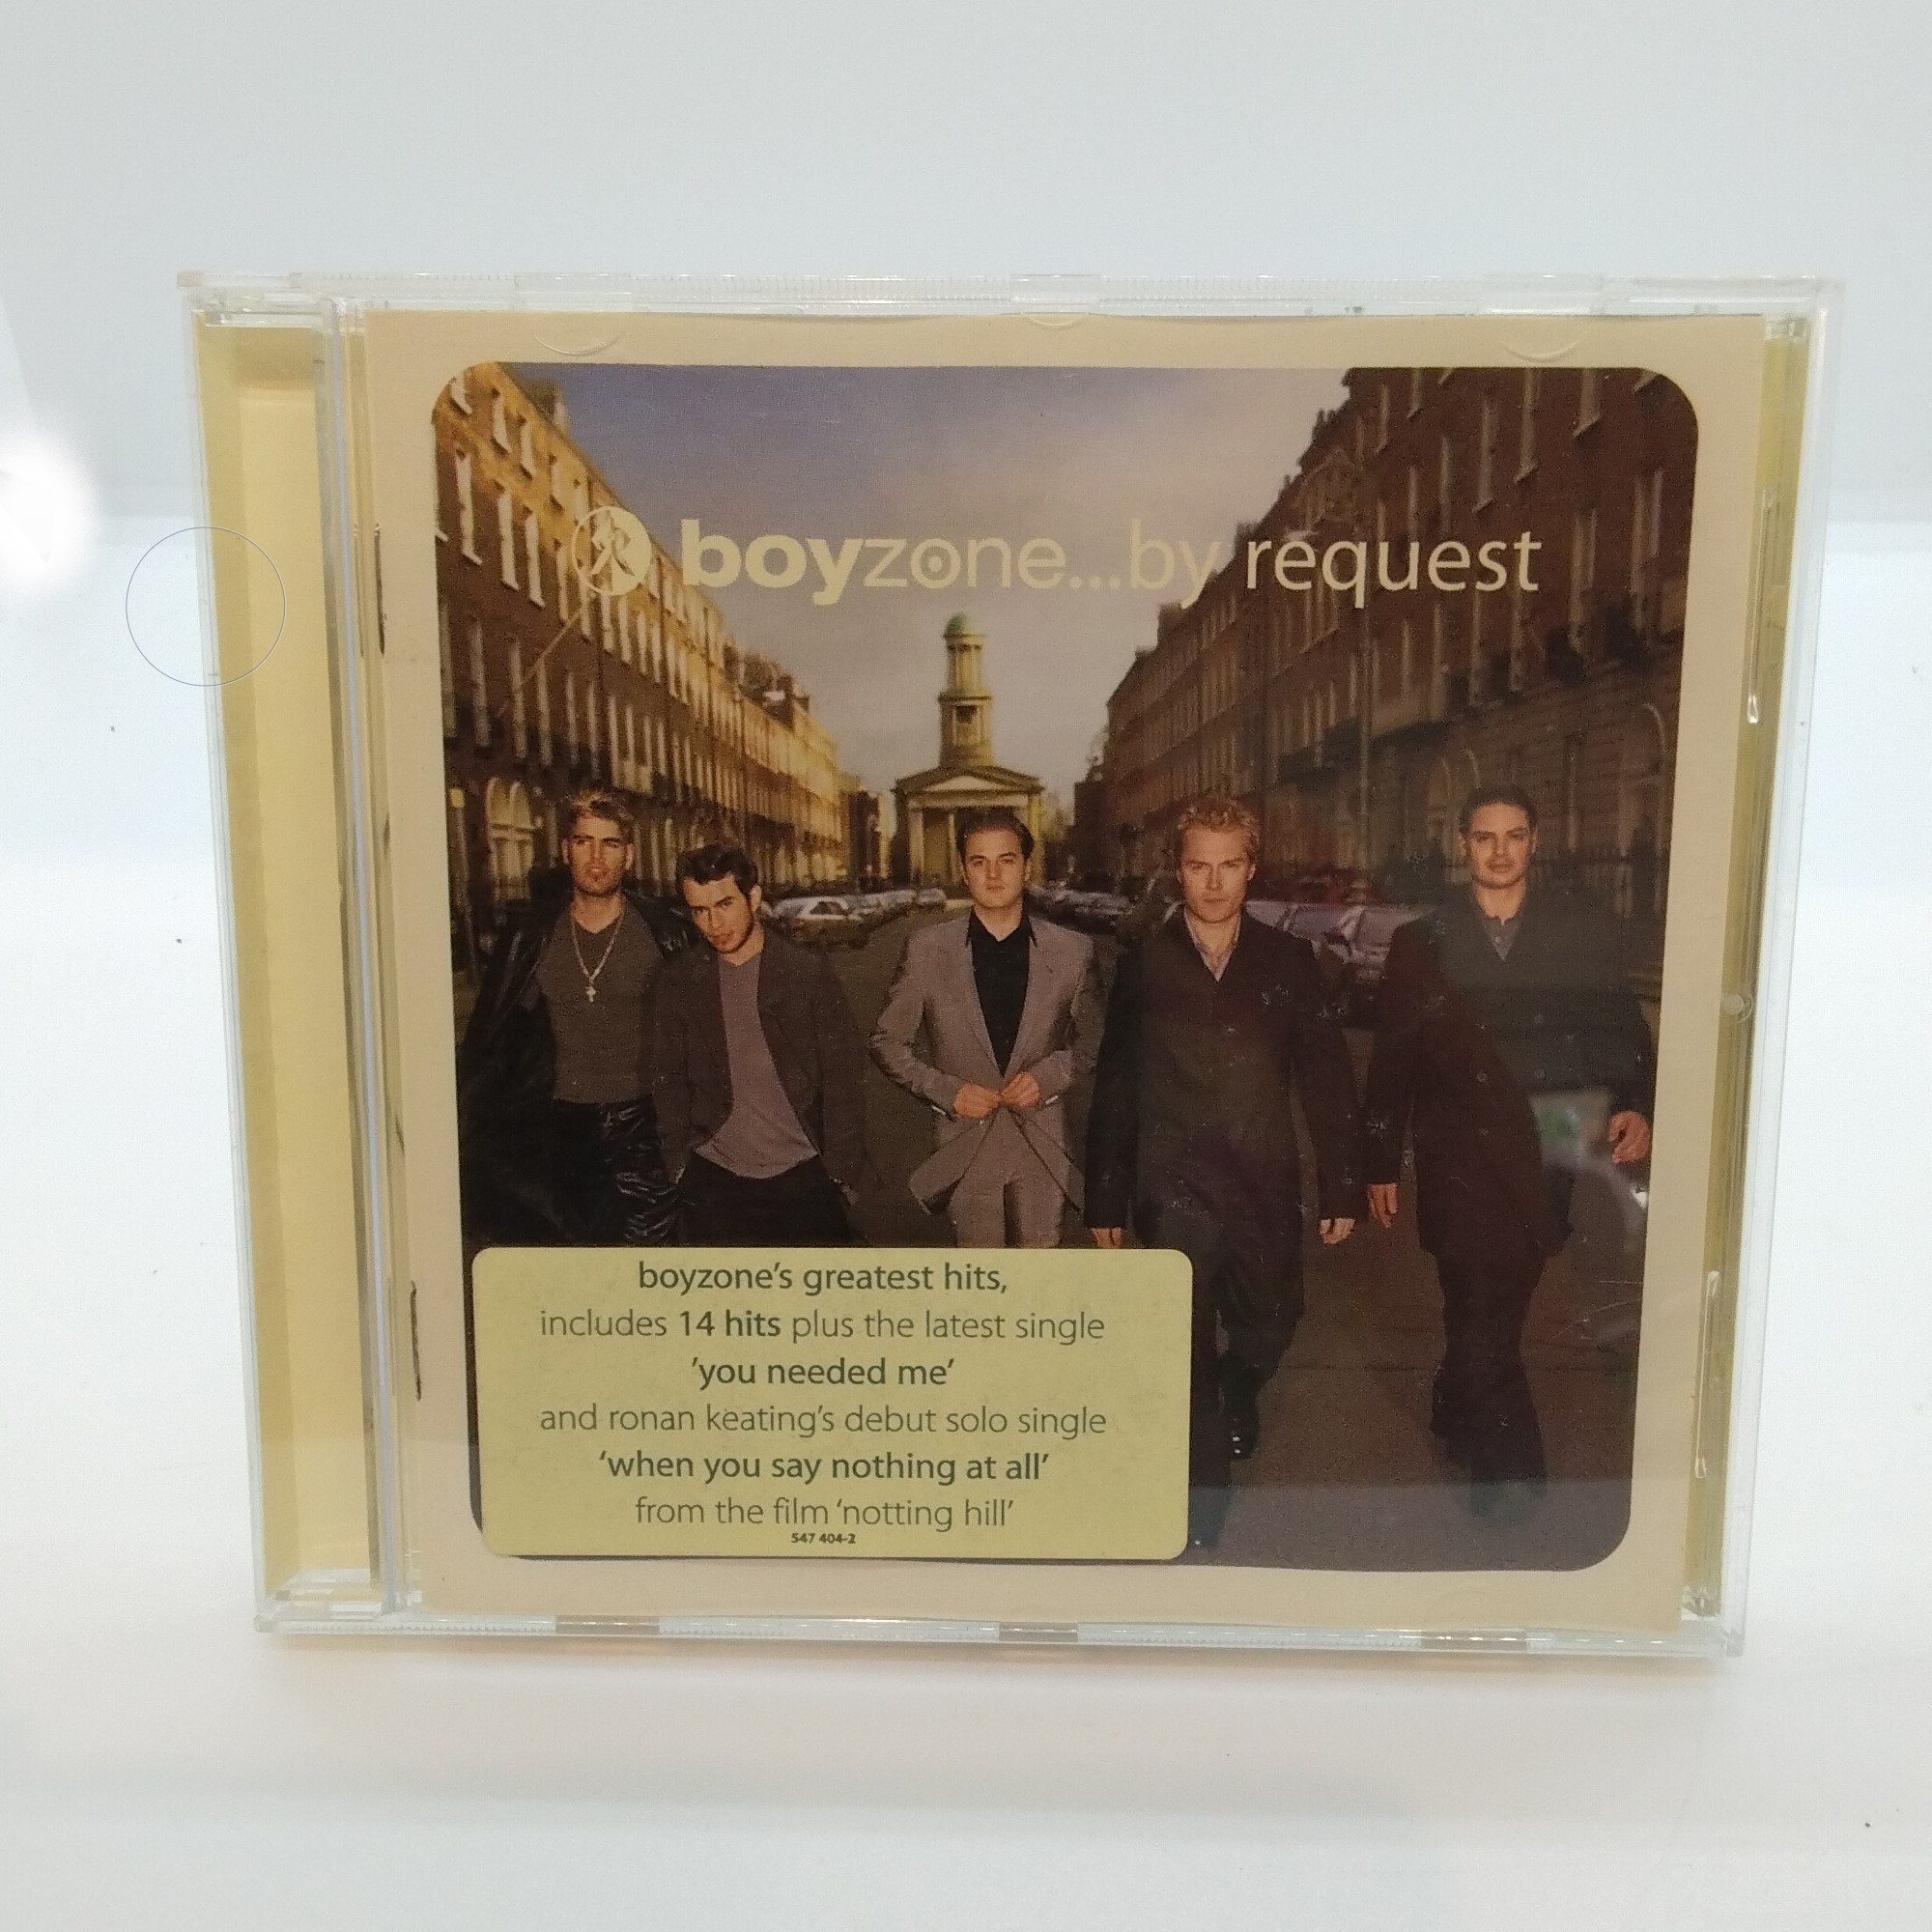 boyzone...by request
boyzone's greatest hits,
includes 14 hits plus the latest single
'you needed me'
and ronan keating's debut solo single
'when you say nothing at all'
from the film 'notting hill'
547 404-2